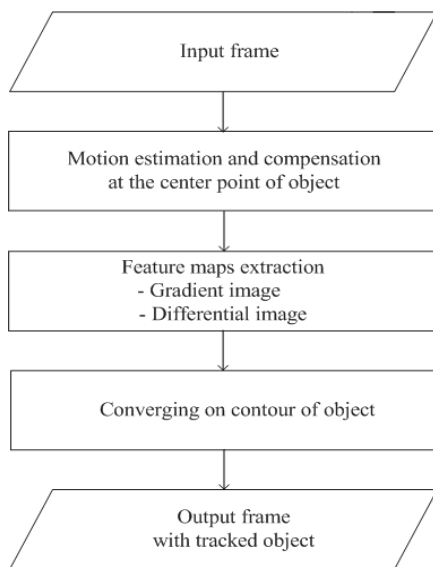 Input frame
Motion estimation and compensation
at the center point of object
Feature maps extraction
- Gradient image
- Differential image
Converging on contour of object
Output frame
with tracked object